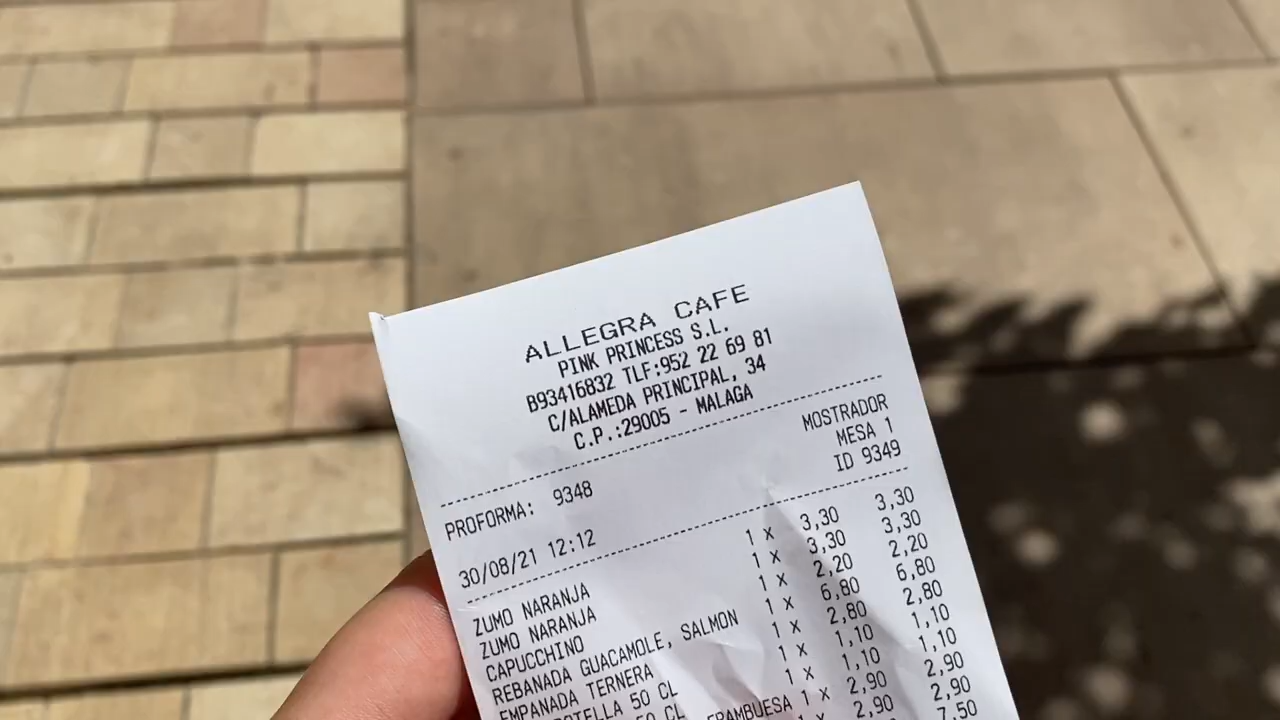 ALLEGRA CAFE
PINK PRINCESS S.L.
B93416832 TLF:952 22 69 81
C/ALAMEDA PRINCIPAL, 34
C.P.:29005 - MALAGA
MOSTRADOR
PROFORMA: 9348 MESA 1
ID 9349
30/08/21 12:12
ZUMO NARANJA 1 x 3,30 3,30
ZUMO NARANJA 1 x 3,30 3,30
CAPUCCHINO 1 x 2,20 2,20
REBANADA GUACAMOLE, SALMON 1 x 6,80 6,80
EMPANADA TERNERA 1 x 2,80 2,80
50 CL 1 x 1,10 1,10
50 CL 1 x 1,10 1,10
FRAMBUESA 1 x 2,90 2,90
x 2,90 2,90
7,50